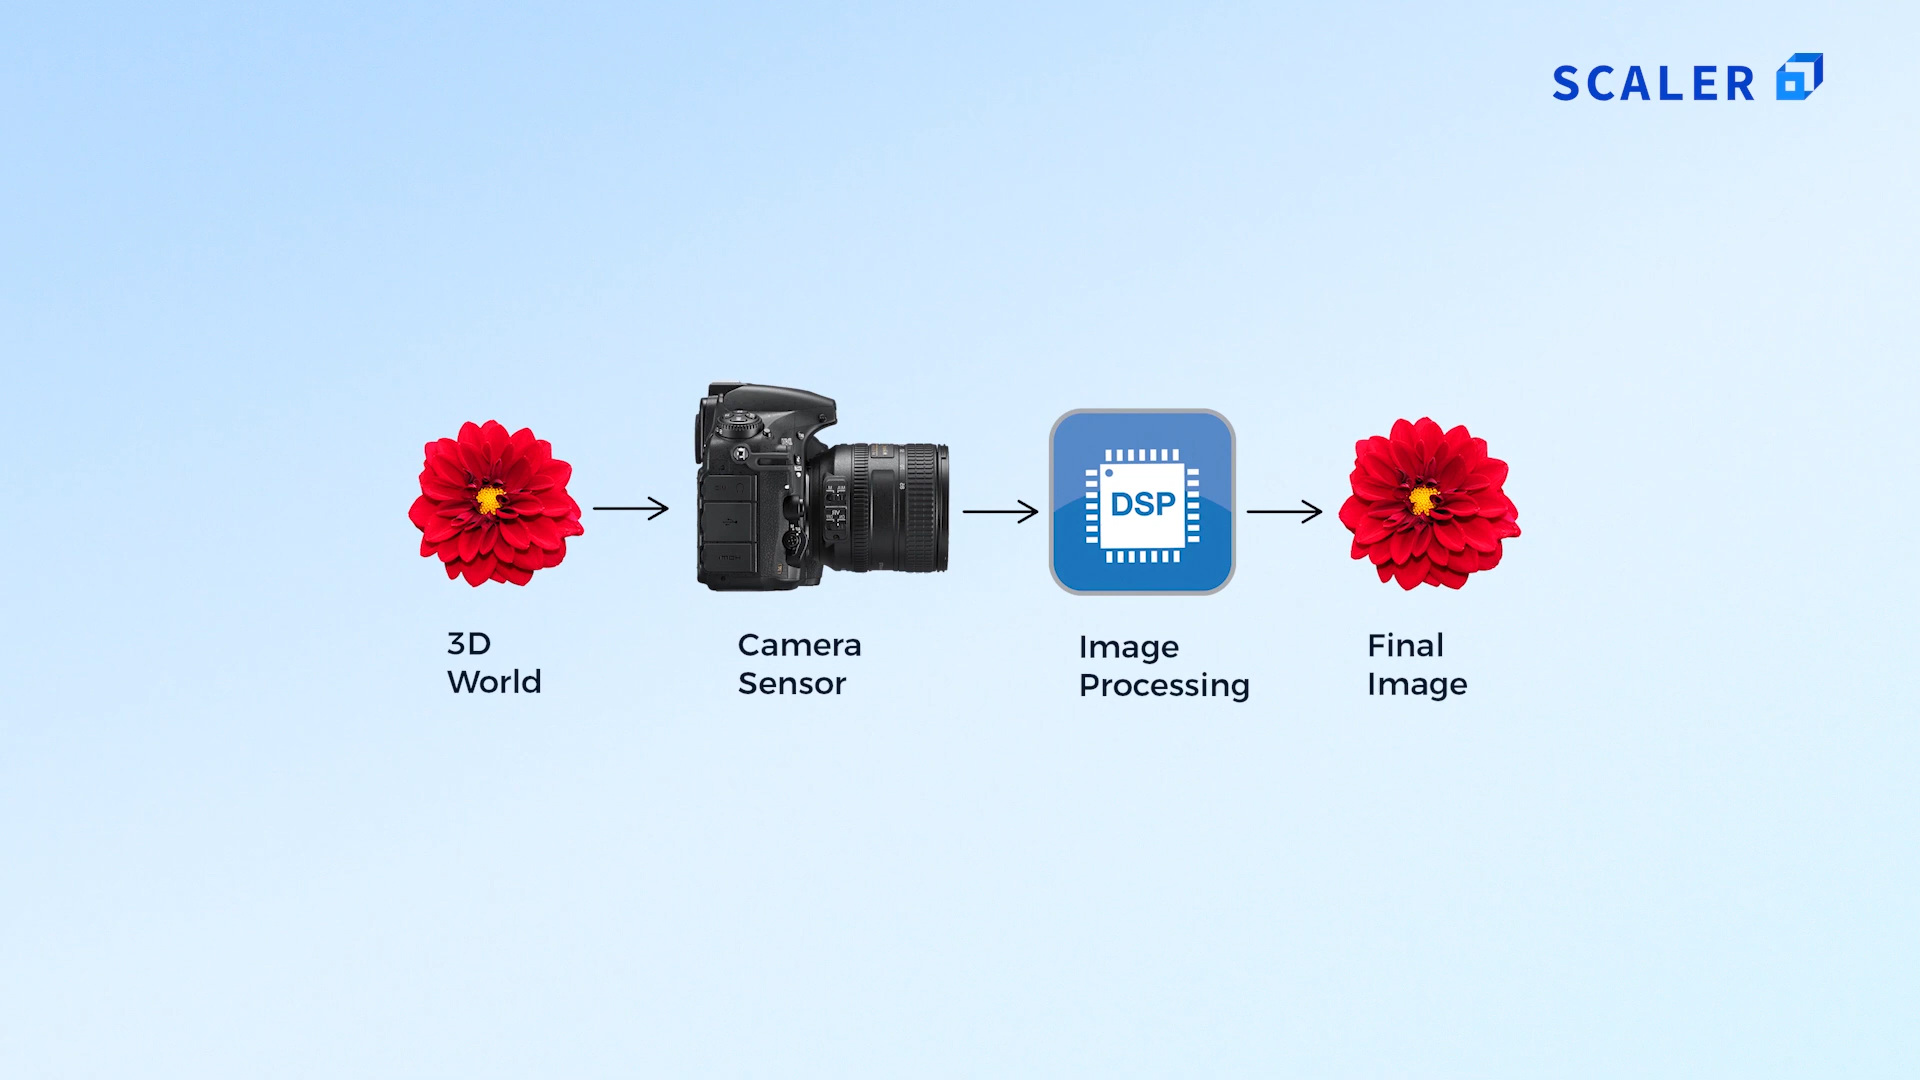 SCALER
DSP
3D
World
Camera
Sensor
Image
Processing
Final
Image